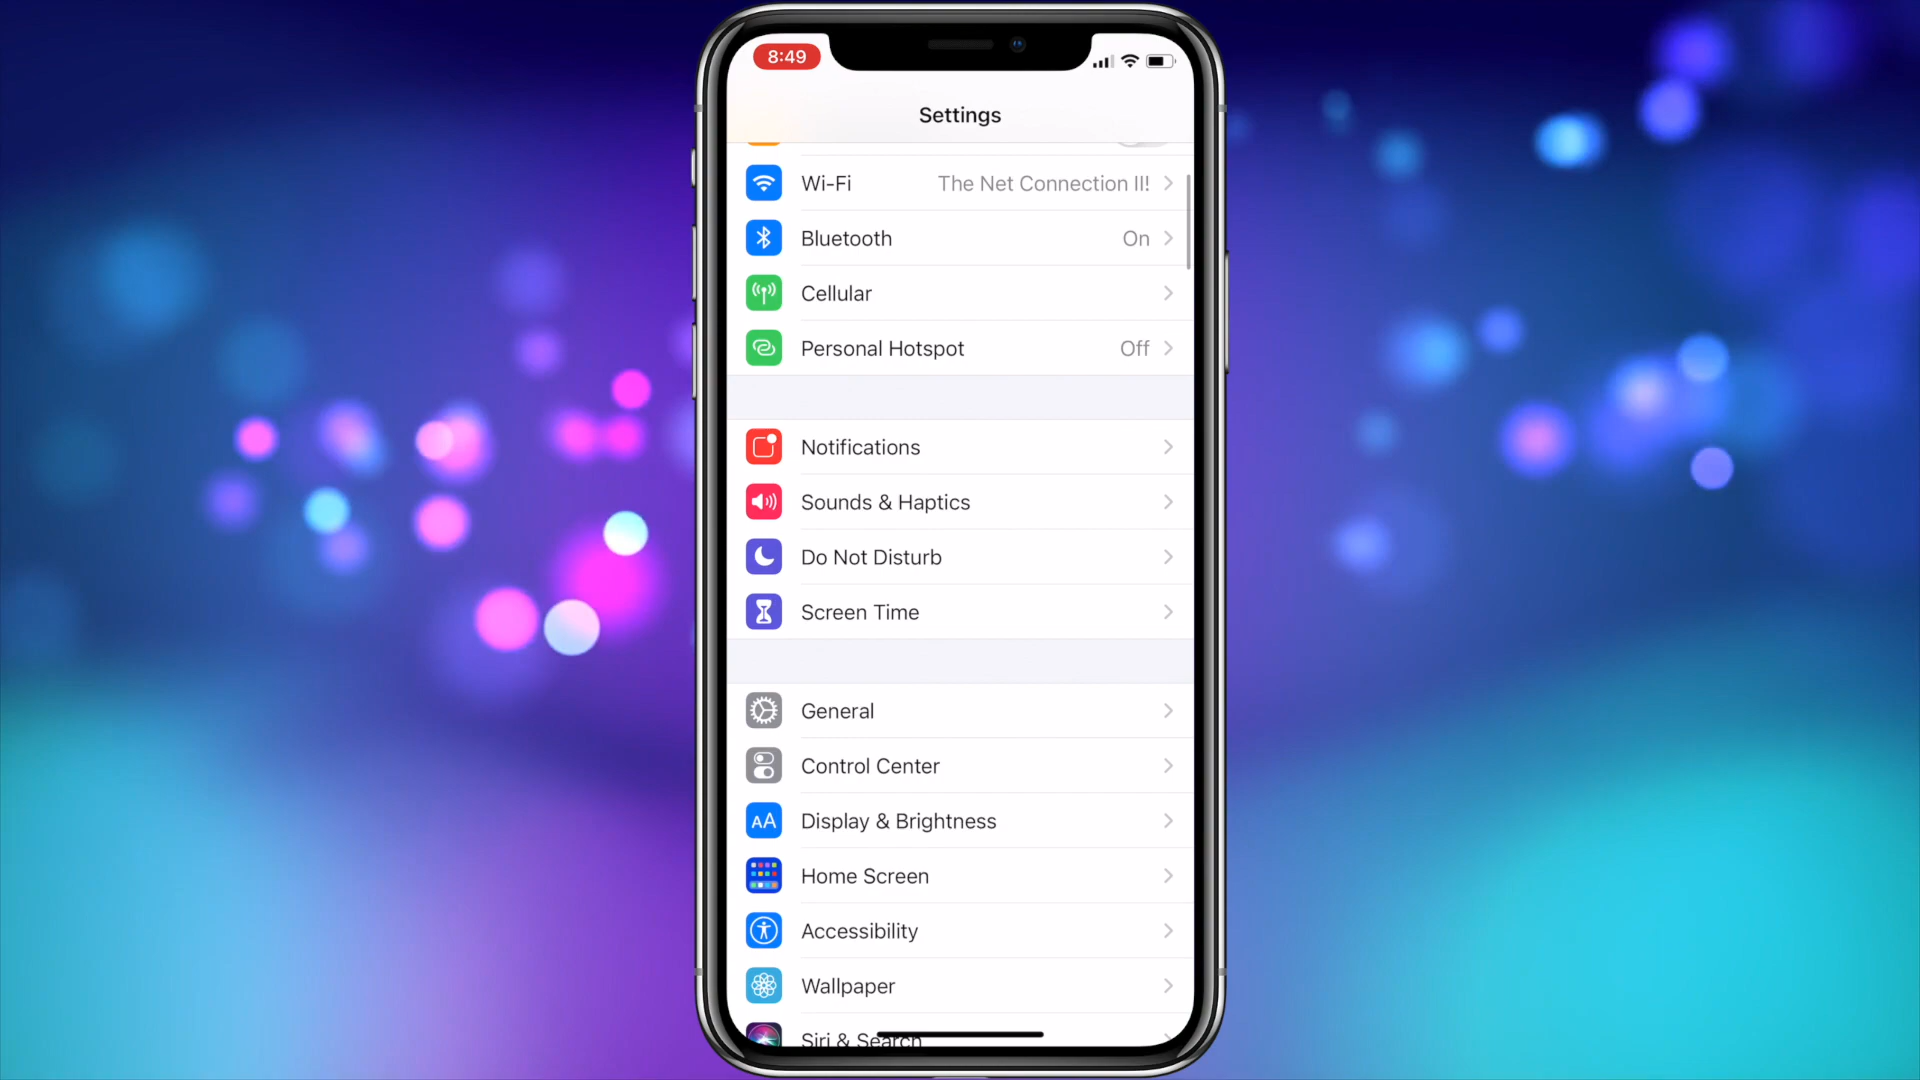 8:49
Settings
Wi-Fi The Net Connection II!
Bluetooth On
Cellular
Personal Hotspot Off
Notifications
Sounds & Haptics
Do Not Disturb
Screen Time
General
Control Center
AA Display & Brightness
Home Screen
Accessibility
Wallpaper
Siri & Search